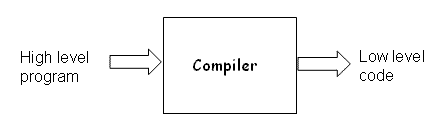 High level
program
Compiler
Low level
code